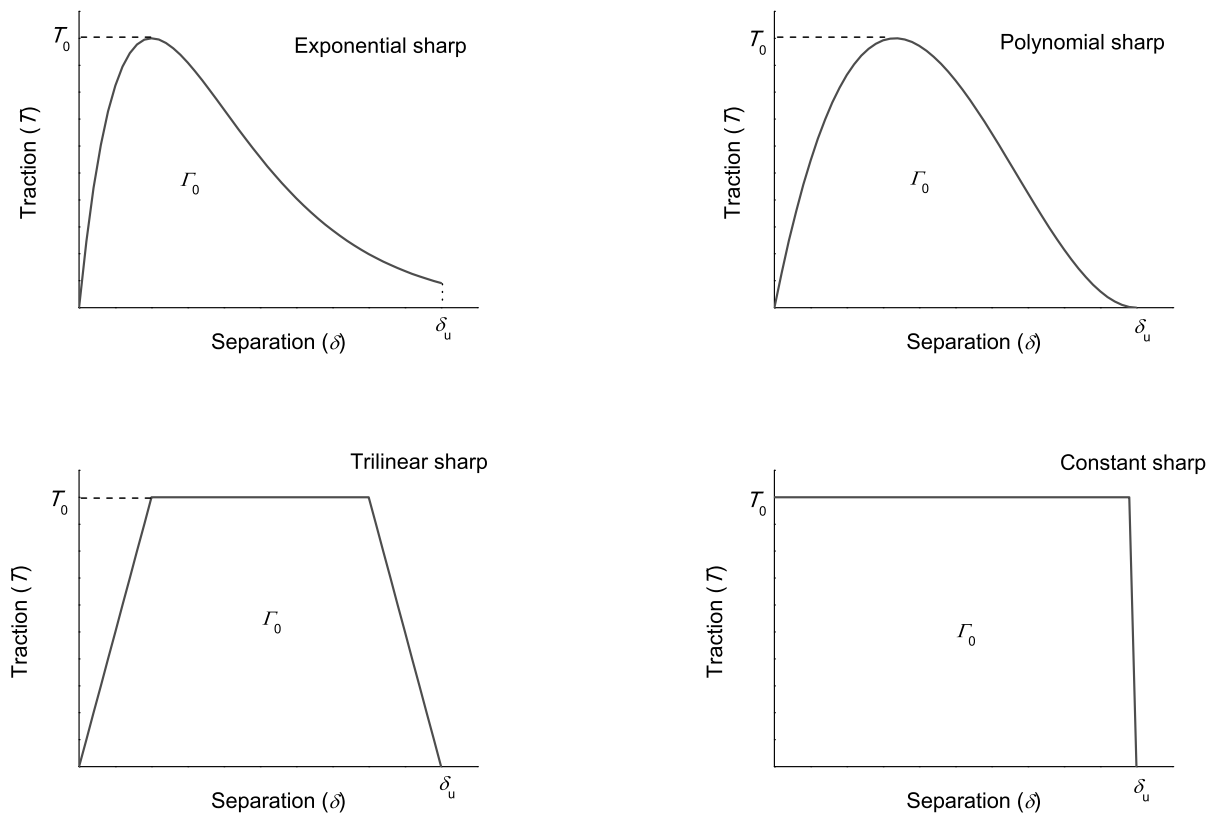 Exponential sharp
T0
Traction (T)
Γ0
δu
Separation (δ)
Polynomial sharp
T0
Traction (T)
Γ0
δu
Separation (δ)
Trilinear sharp
T0
Traction (T)
Γ0
δu
Separation (δ)
Constant sharp
T0
Traction (T)
Γ0
δu
Separation (δ)